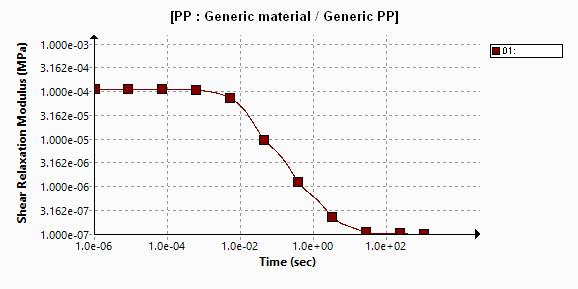 [PP : Generic material / Generic PP]
Shear Relaxation Modulus (MPa)
1.000e-03
3.162e-04
1.000e-04
3.162e-05
1.000e-05
3.162e-06
1.000e-06
3.162e-07
1.000e-07
1.0e-06 1.0e-04 1.0e-02 1.0e+00 1.0e+02
Time (sec)
01: